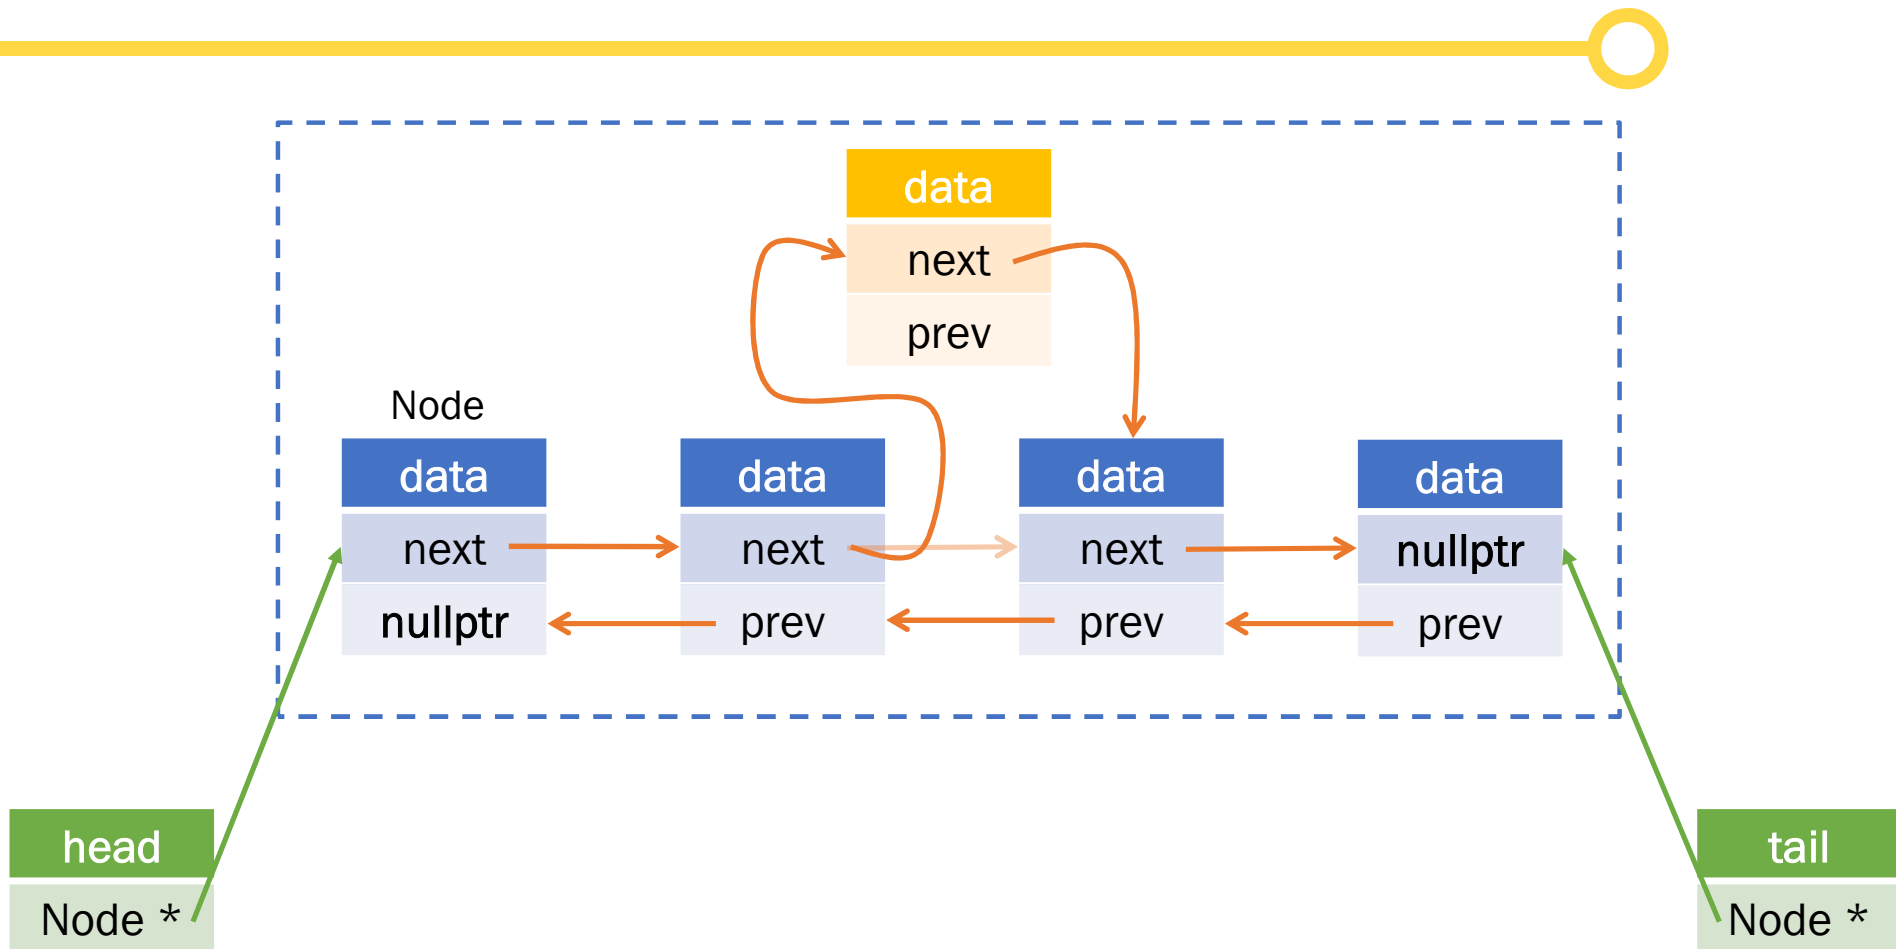 data
next
prev
Node
data
next
nullptr
data
next
prev
data
next
prev
data
nullptr
prev
head
Node *
tail
Node *